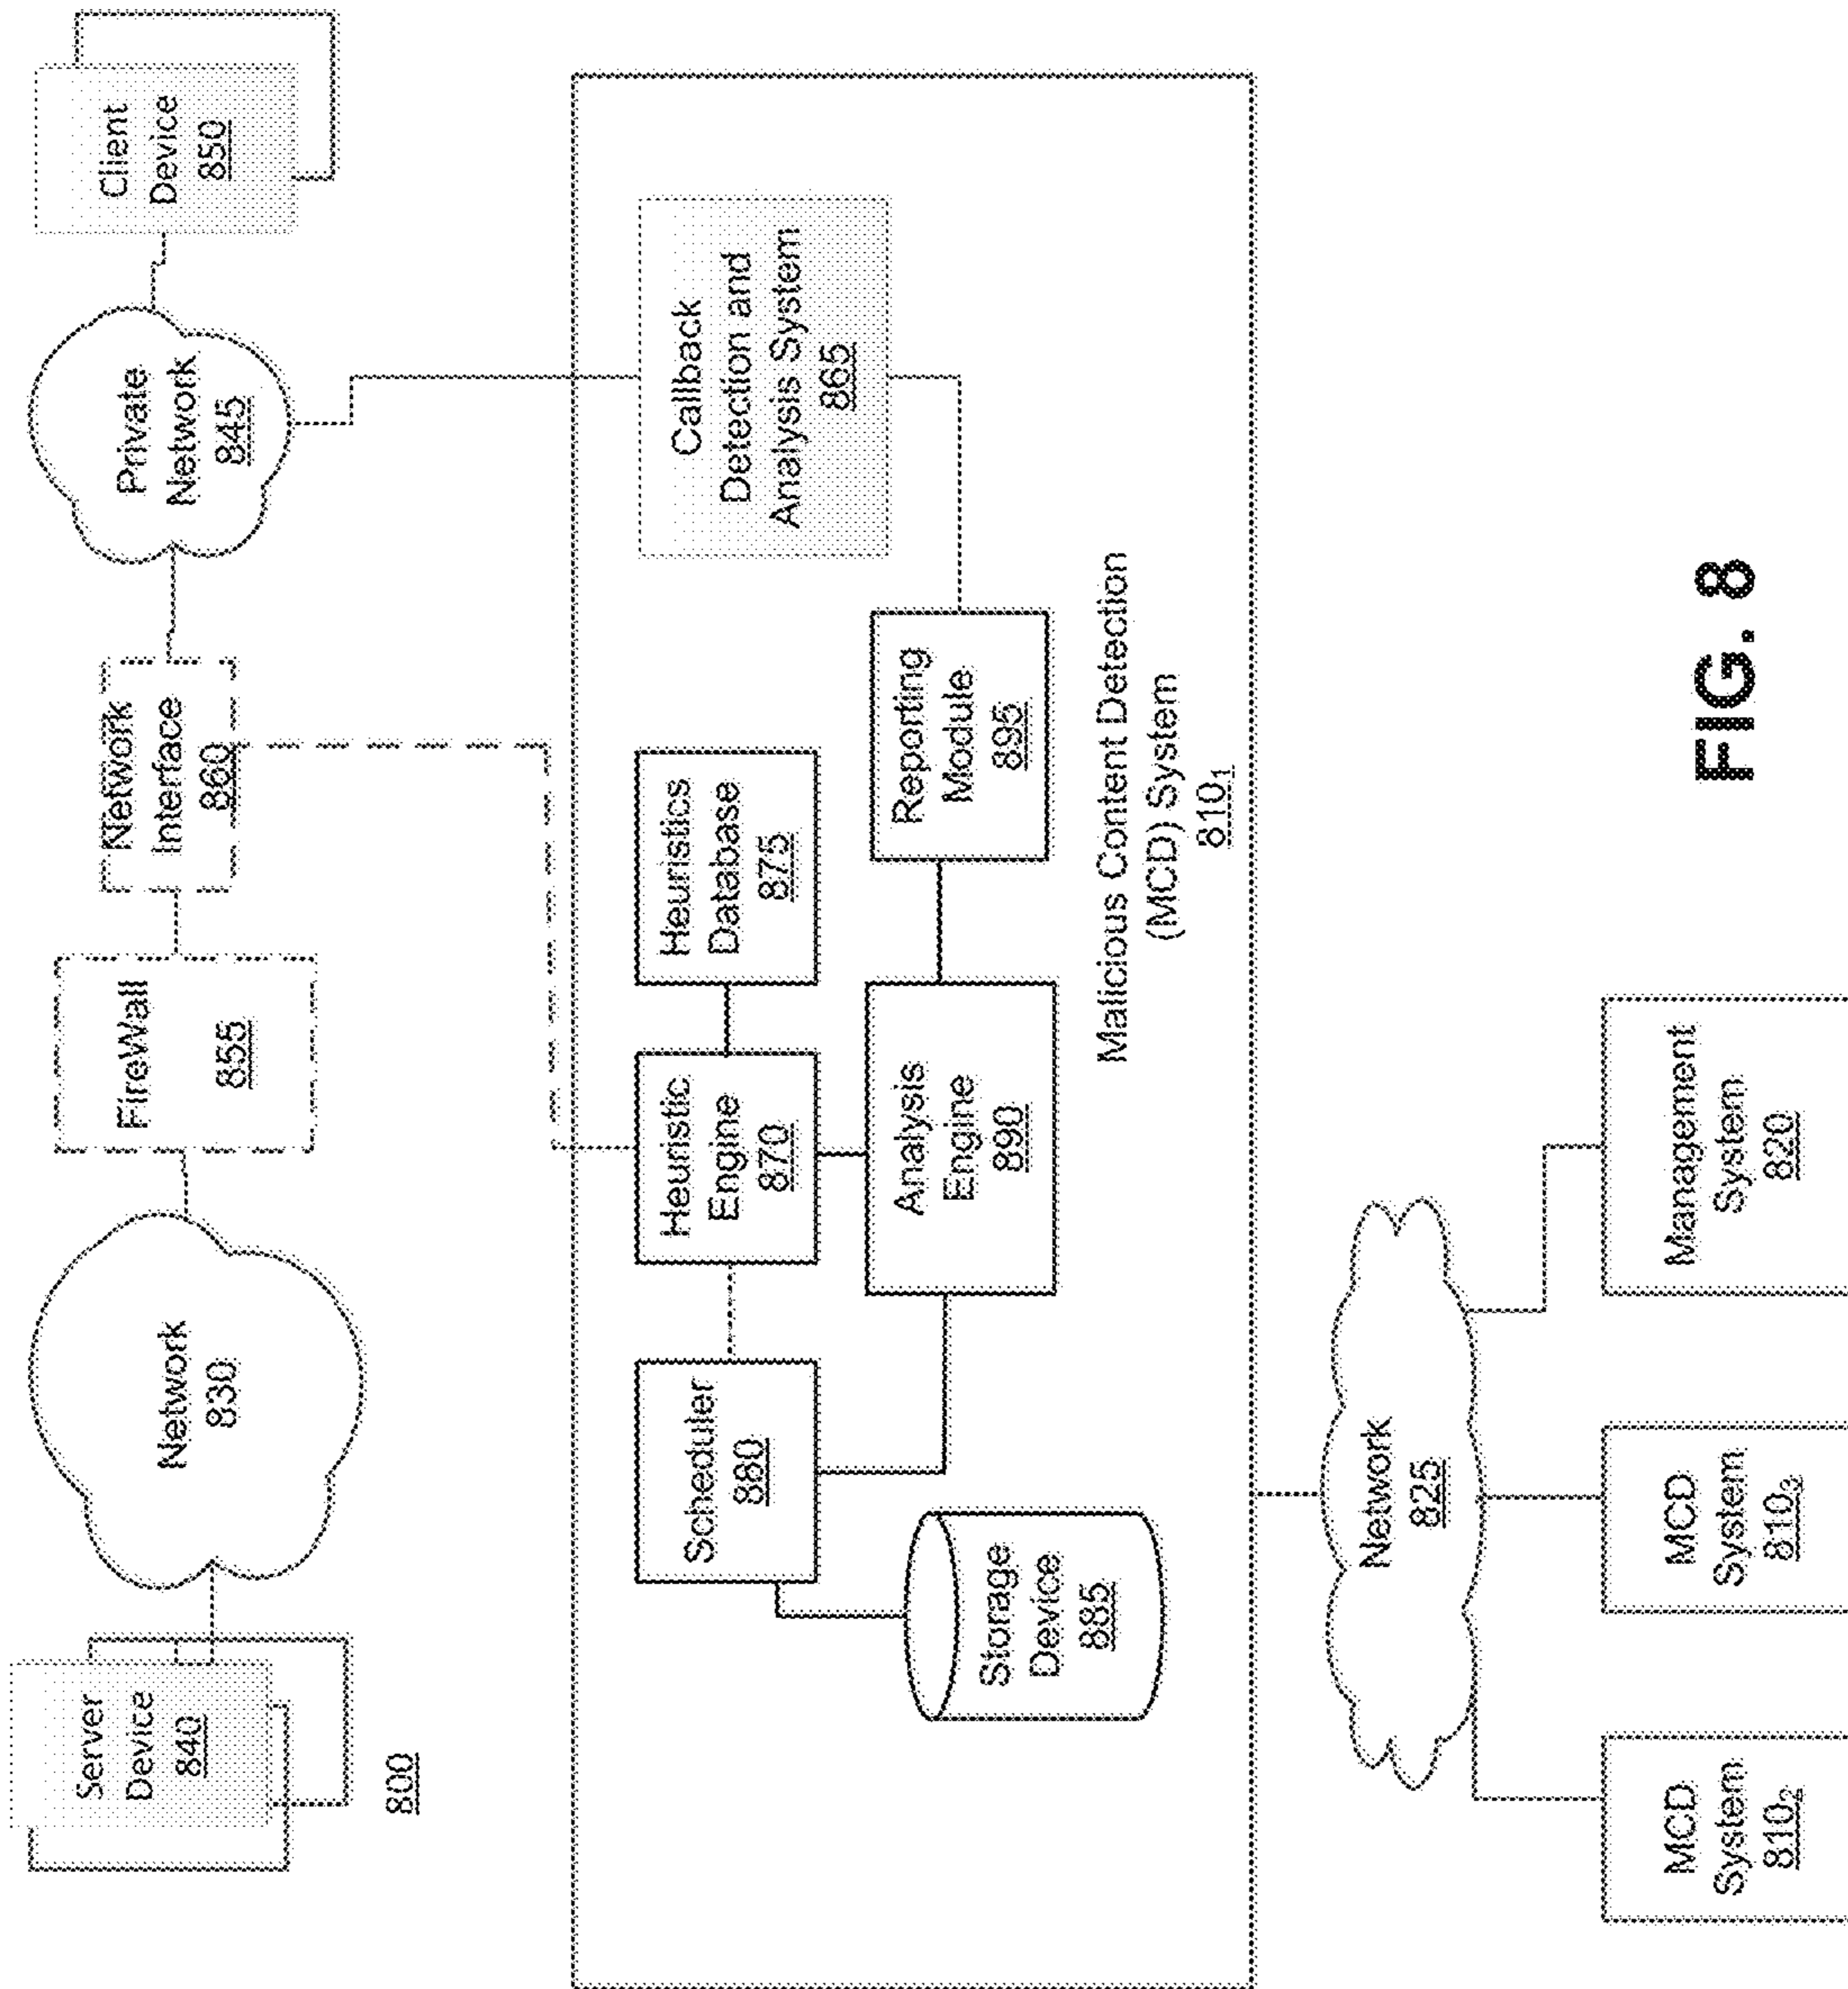 Server
Device
840
Network
830
FireWall
855
Network
Interface
860
Private
Network
845
Client
Device
850
800
Scheduler
880
Heuristic
Engine
870
Heuristics
Database
875
Callback
Detection and
Analysis System
865
Storage
Device
885
Analysis
Engine
890
Reporting
Module
895
Malicious Content Detection
(MCD) System
810₁
Network
825
MCD
System
810₂
MCD
System
810₃
Management
System
820
FIG. 8